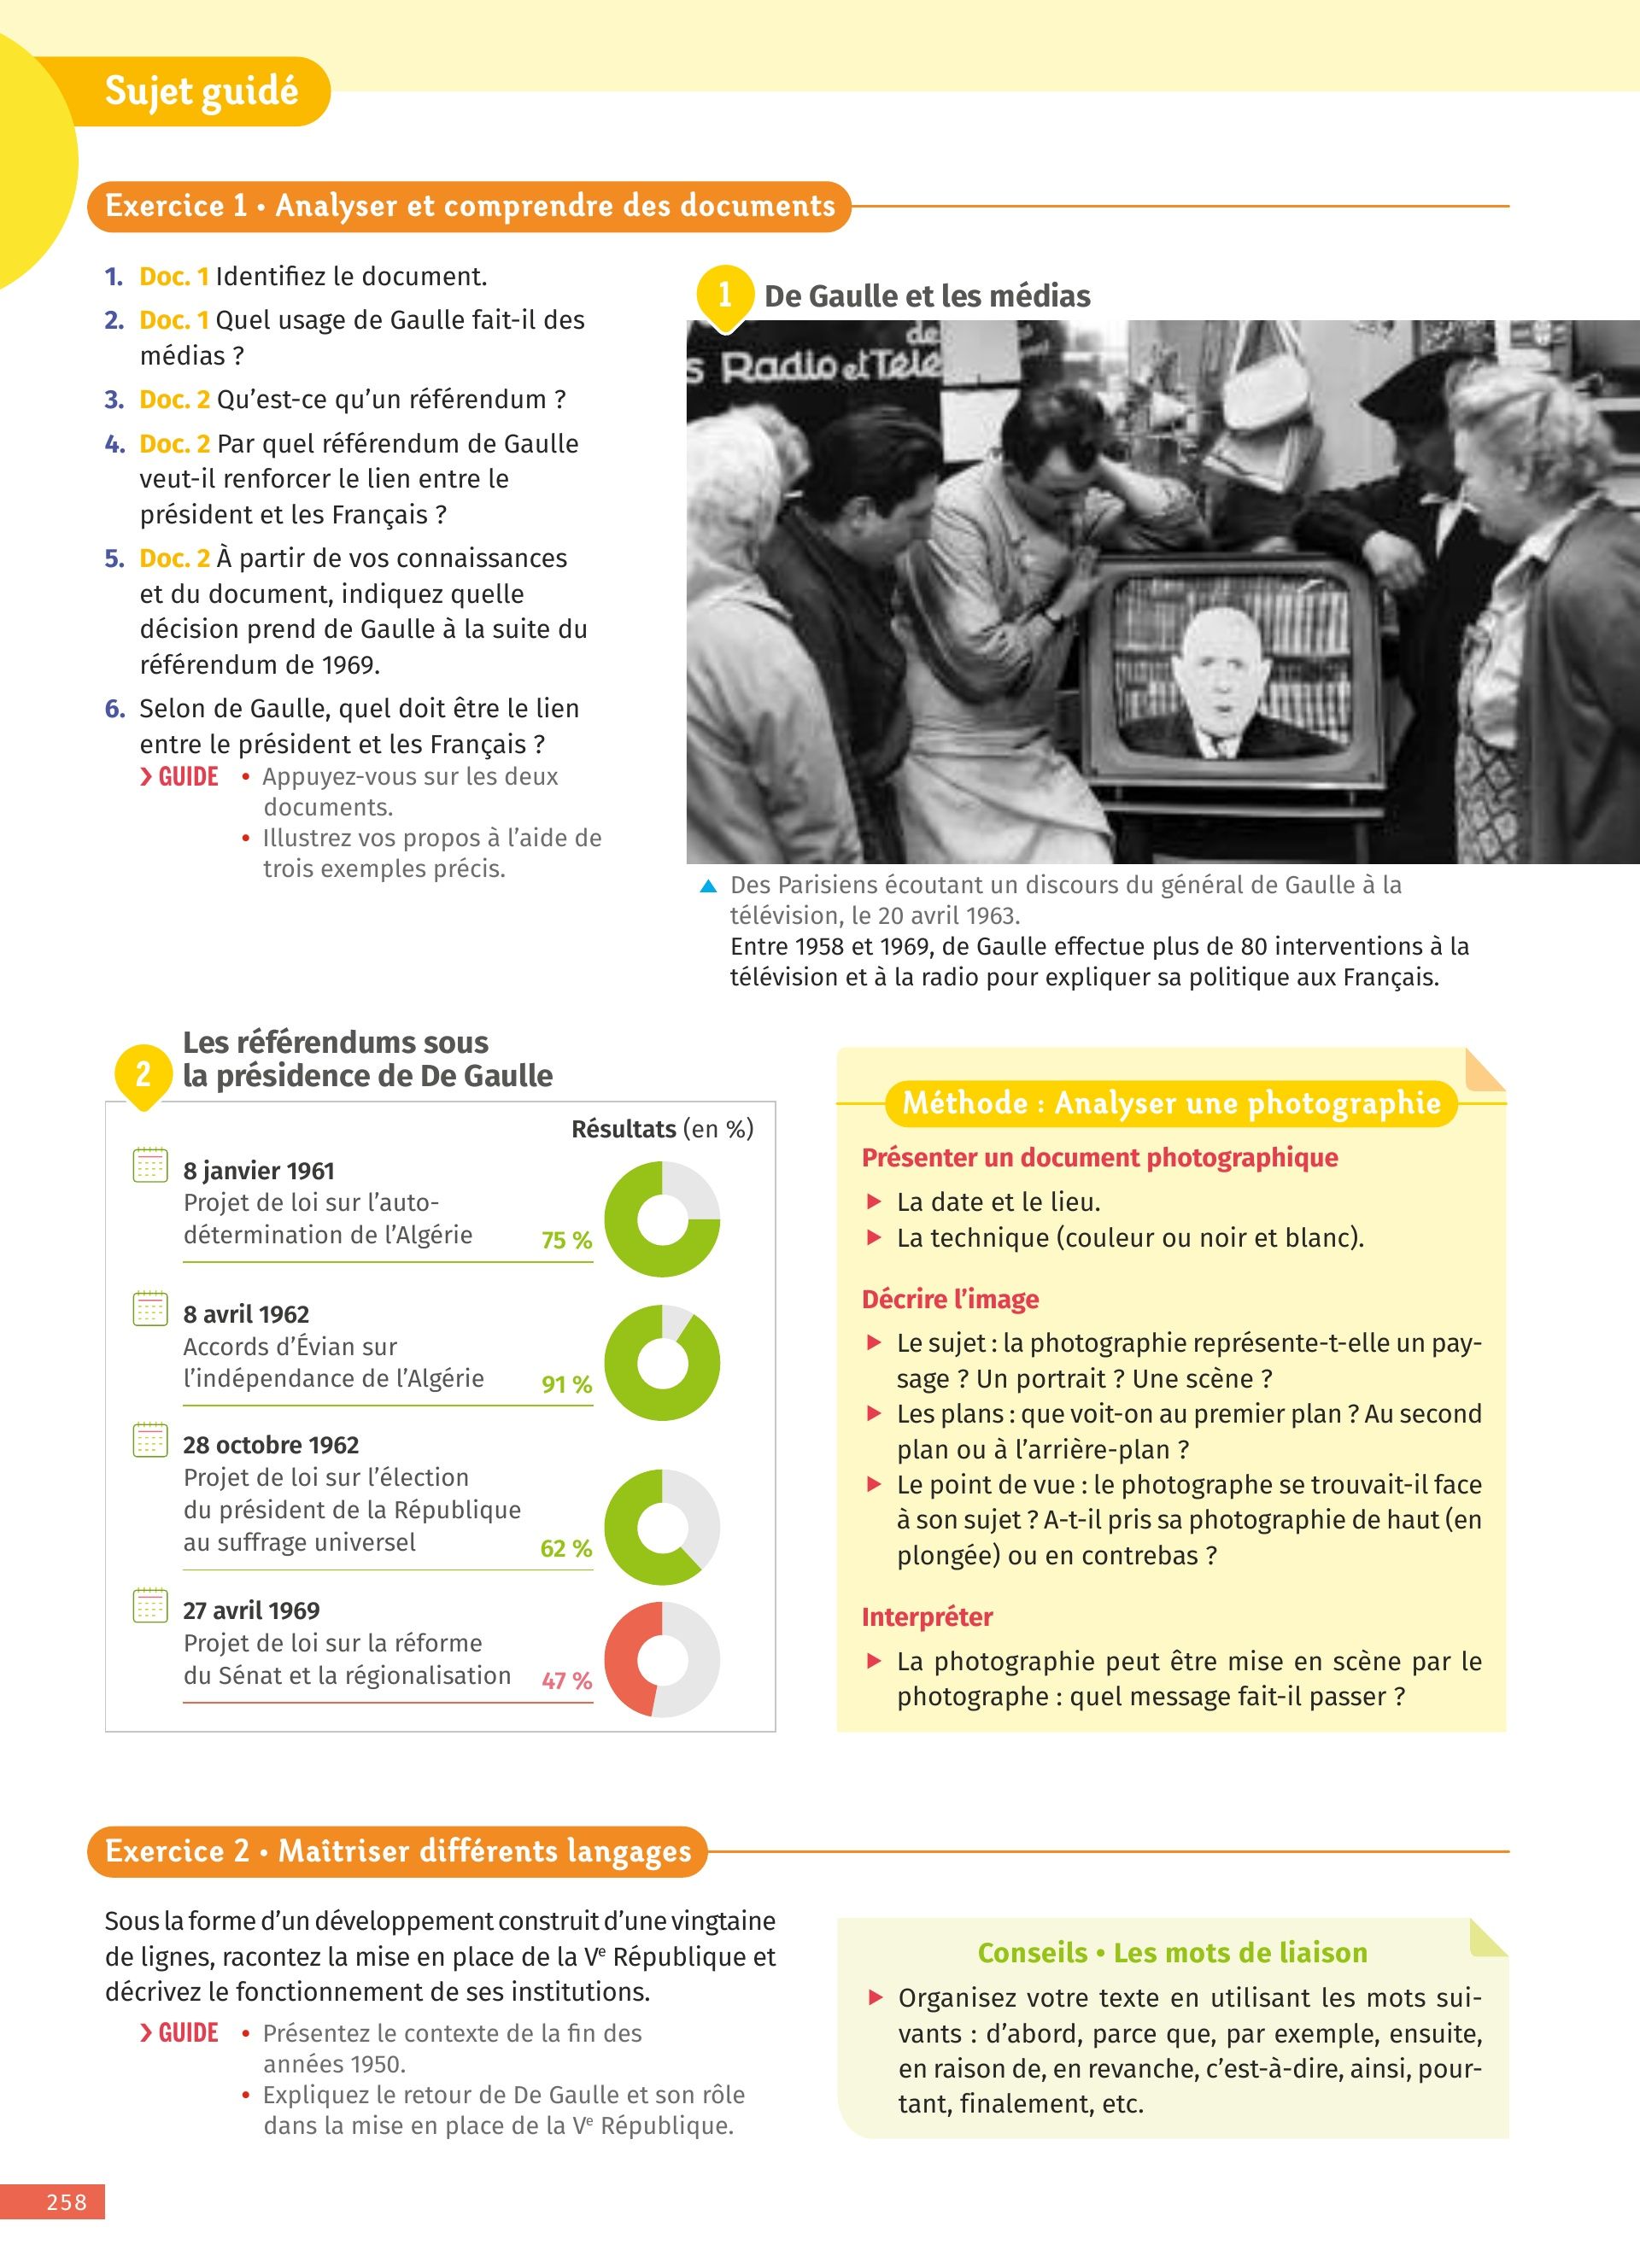 Sujet guidé
Exercice 1 • Analyser et comprendre des documents
1. Doc. 1 Identifiez le document.
2. Doc. 1 Quel usage de Gaulle fait-il des
médias ?
3. Doc. 2 Qu’est-ce qu’un référendum ?
4. Doc. 2 Par quel référendum de Gaulle
veut-il renforcer le lien entre le
président et les Français ?
5. Doc. 2 À partir de vos connaissances
et du document, indiquez quelle
décision prend de Gaulle à la suite du
référendum de 1969.
6. Selon de Gaulle, quel doit être le lien
entre le président et les Français ?
› GUIDE • Appuyez-vous sur les deux
documents.
• Illustrez vos propos à l’aide de
trois exemples précis.
1 De Gaulle et les médias
de
s Radio et Télé
▲ Des Parisiens écoutant un discours du général de Gaulle à la
télévision, le 20 avril 1963.
Entre 1958 et 1969, de Gaulle effectue plus de 80 interventions à la
télévision et à la radio pour expliquer sa politique aux Français.
2 Les référendums sous
la présidence de De Gaulle
Résultats (en %)
8 janvier 1961
Projet de loi sur l’auto-
détermination de l’Algérie 75 %
8 avril 1962
Accords d’Évian sur
l’indépendance de l’Algérie 91 %
28 octobre 1962
Projet de loi sur l’élection
du président de la République
au suffrage universel 62 %
27 avril 1969
Projet de loi sur la réforme
du Sénat et la régionalisation 47 %
Méthode : Analyser une photographie
Présenter un document photographique
▶ La date et le lieu.
▶ La technique (couleur ou noir et blanc).
Décrire l’image
▶ Le sujet : la photographie représente-t-elle un pay-
sage ? Un portrait ? Une scène ?
▶ Les plans : que voit-on au premier plan ? Au second
plan ou à l’arrière-plan ?
▶ Le point de vue : le photographe se trouvait-il face
à son sujet ? A-t-il pris sa photographie de haut (en
plongée) ou en contrebas ?
Interpréter
▶ La photographie peut être mise en scène par le
photographe : quel message fait-il passer ?
Exercice 2 • Maîtriser différents langages
Sous la forme d’un développement construit d’une vingtaine
de lignes, racontez la mise en place de la Ve République et
décrivez le fonctionnement de ses institutions.
› GUIDE • Présentez le contexte de la fin des
années 1950.
• Expliquez le retour de De Gaulle et son rôle
dans la mise en place de la Ve République.
Conseils • Les mots de liaison
▶ Organisez votre texte en utilisant les mots sui-
vants : d’abord, parce que, par exemple, ensuite,
en raison de, en revanche, c’est-à-dire, ainsi, pour-
tant, finalement, etc.
258